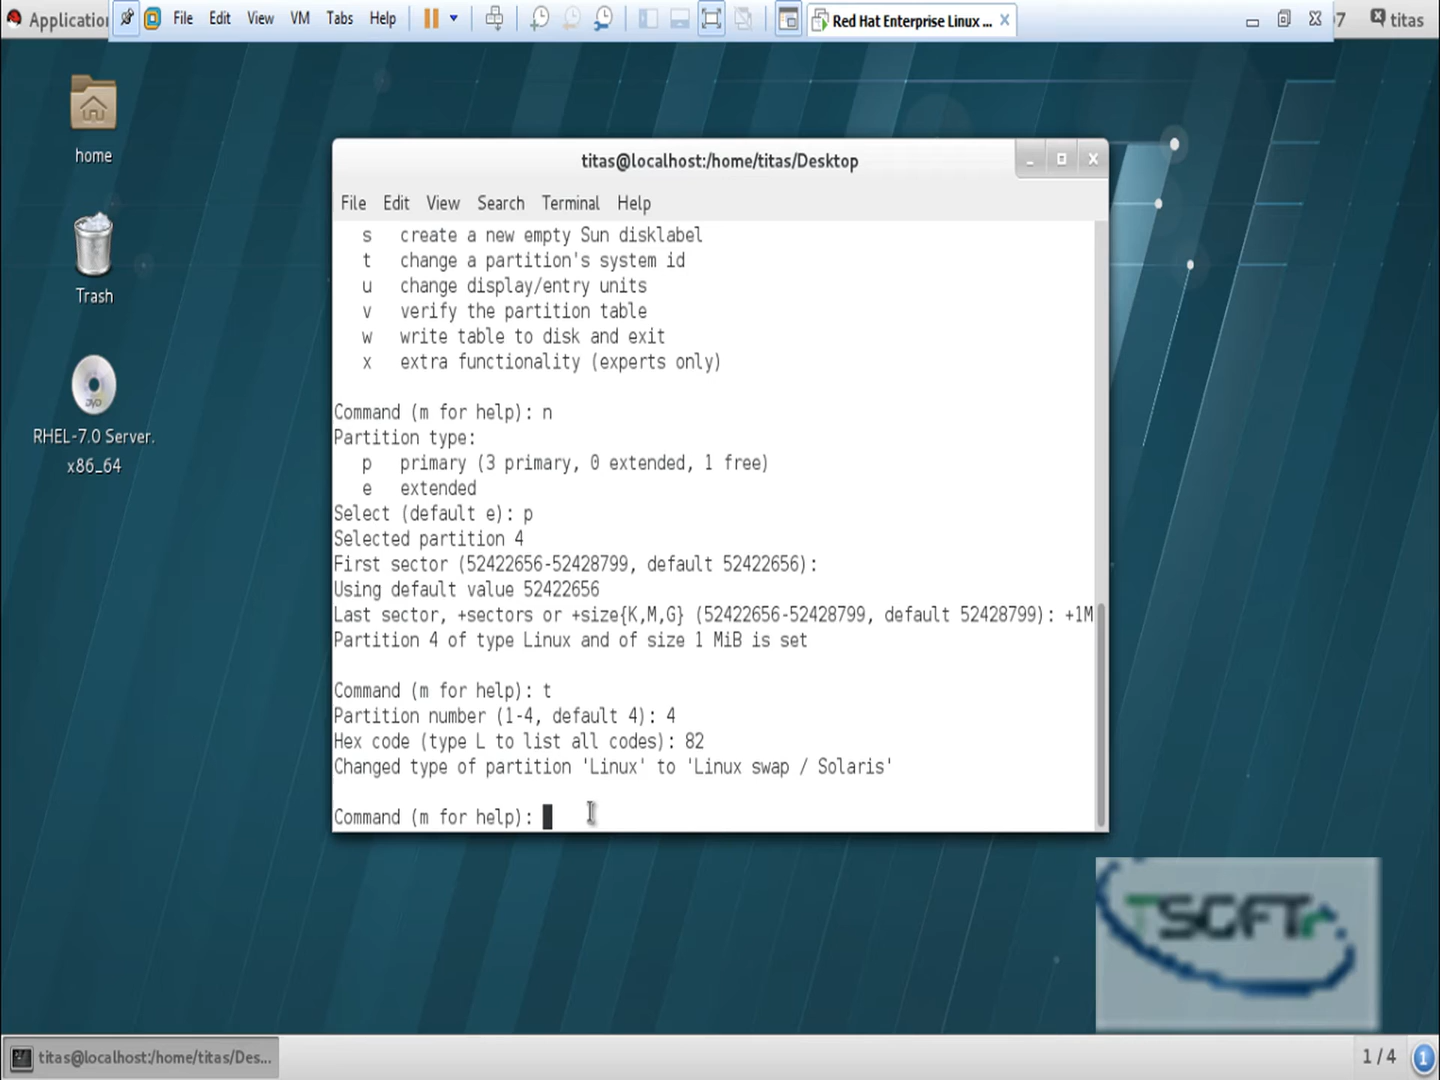 Application
File Edit View VM Tabs Help
Red Hat Enterprise Linux ...
7
titas
home
Trash
RHEL-7.0 Server.
x86_64
titas@localhost:/home/titas/Desktop
File Edit View Search Terminal Help
s create a new empty Sun disklabel
t change a partition's system id
u change display/entry units
v verify the partition table
w write table to disk and exit
x extra functionality (experts only)
Command (m for help): n
Partition type:
p primary (3 primary, 0 extended, 1 free)
e extended
Select (default e): p
Selected partition 4
First sector (52422656-52428799, default 52422656):
Using default value 52422656
Last sector, +sectors or +size{K,M,G} (52422656-52428799, default 52428799): +1M
Partition 4 of type Linux and of size 1 MiB is set
Command (m for help): t
Partition number (1-4, default 4): 4
Hex code (type L to list all codes): 82
Changed type of partition 'Linux' to 'Linux swap / Solaris'
Command (m for help):
TSOFTr
titas@localhost:/home/titas/Des...
1 / 4
1